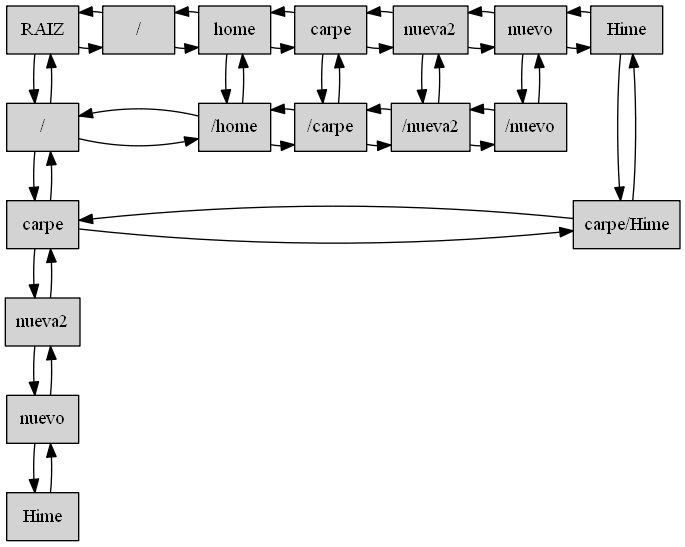 RAIZ / home carpe nueva2 nuevo Hime
/ /home /carpe /nueva2 /nuevo
carpe carpe/Hime
nueva2
nuevo
Hime